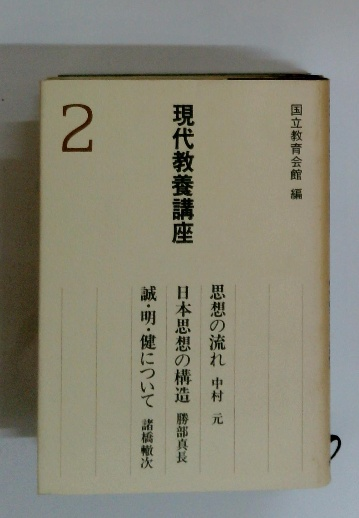 国立教育会館 編
現代教養講座
2
思想の流れ 中村 元
日本思想の構造 勝部真長
誠・明・健について 諸橋轍次